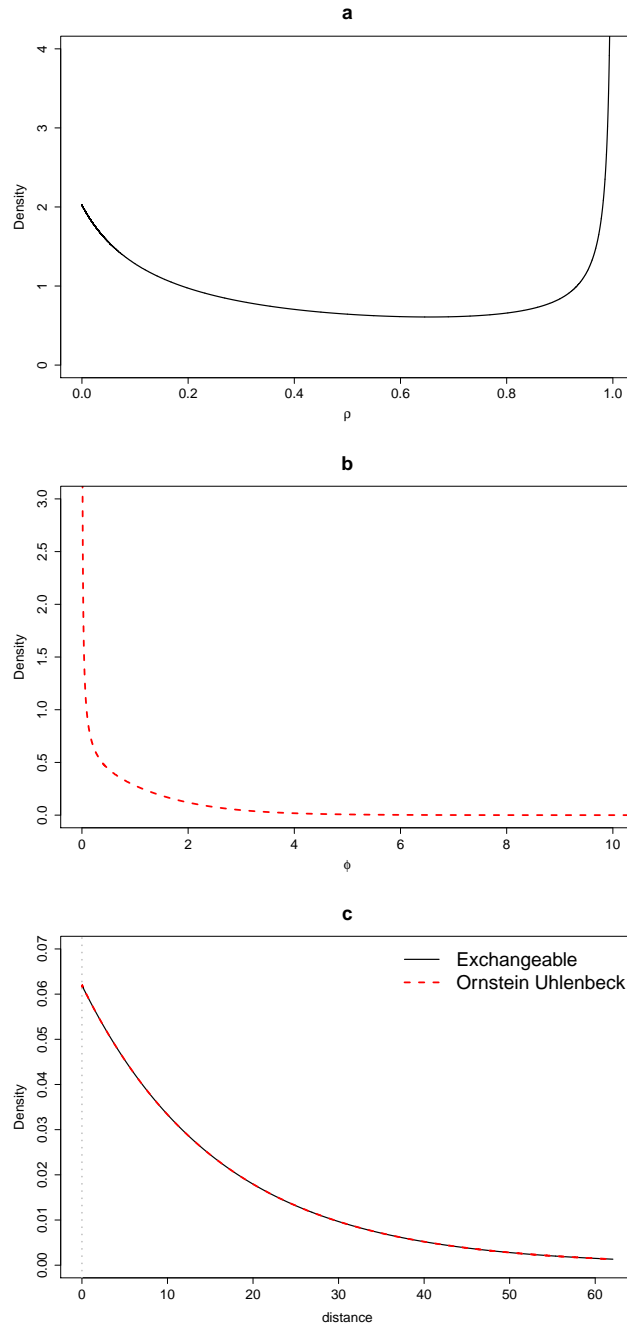 a
4
3
2
1
0
Density
0.0 0.2 0.4 0.6 0.8 1.0
ρ
b
3.0
2.5
2.0
1.5
1.0
0.5
0.0
Density
0 2 4 6 8 10
ϕ
c
0.07
0.06
0.05
0.04
0.03
0.02
0.01
0.00
Density
Exchangeable
Ornstein Uhlenbeck
0 10 20 30 40 50 60
distance